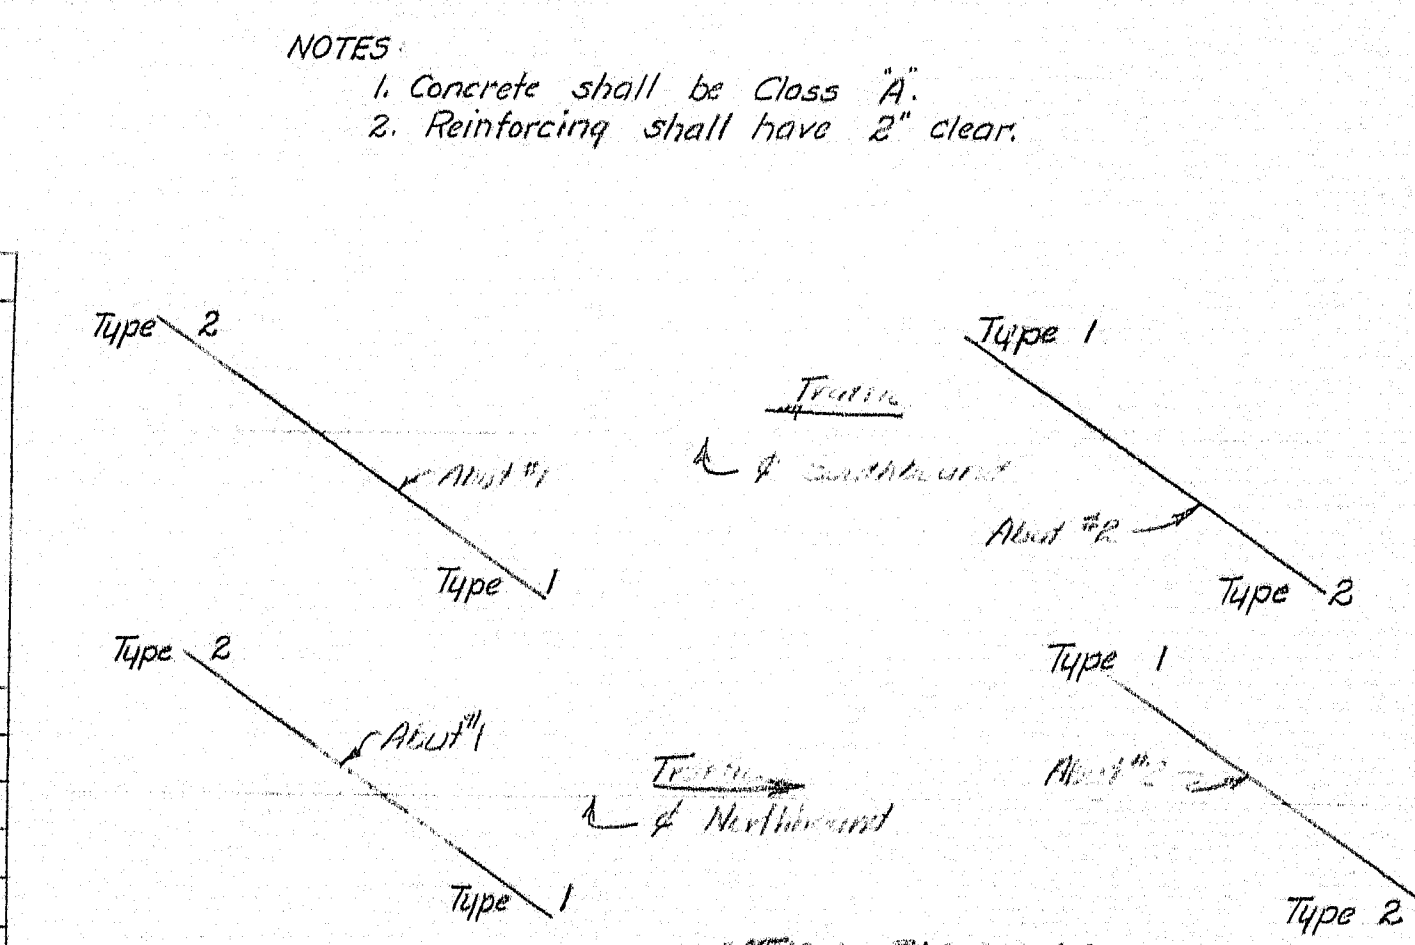 NOTES:
1. Concrete shall be Class "A".
2. Reinforcing shall have 2" clear.
Type 2
Type 1
Traffic
Abut #1
₵ Southbound
Abut #2
Type 1
Type 2
Type 2
Type 1
Abut #1
Traffic
Abut #2
₵ Northbound
Type 1
Type 2